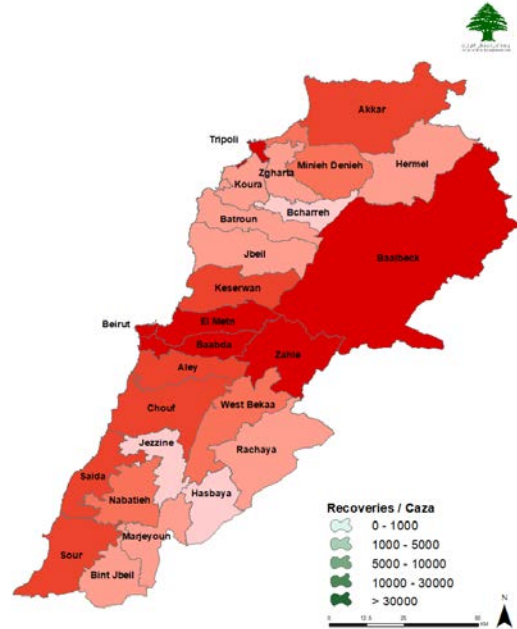 Akkar
Tripoli
Minieh Denieh
Hermel
Zgharta
Koura
Bcharreh
Batroun
Jbeil
Baalbeck
Keserwan
El Metn
Beirut
Baabda
Zahle
Aley
Chouf
West Bekaa
Jezzine
Rachaya
Saida
Hasbaya
Nabatieh
Marjeyoun
Sour
Bint Jbeil
Recoveries / Caza
0 - 1000
1000 - 5000
5000 - 10000
10000 - 30000
> 30000
N